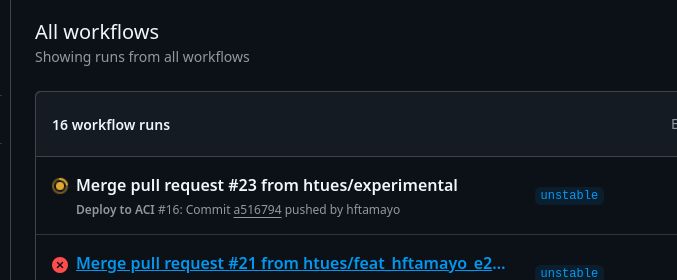 All workflows
Showing runs from all workflows
16 workflow runs
Merge pull request #23 from htues/experimental
unstable
Deploy to ACI #16: Commit a516794 pushed by hftamayo
Merge pull request #21 from htues/feat_hftamayo_e2...
unstable